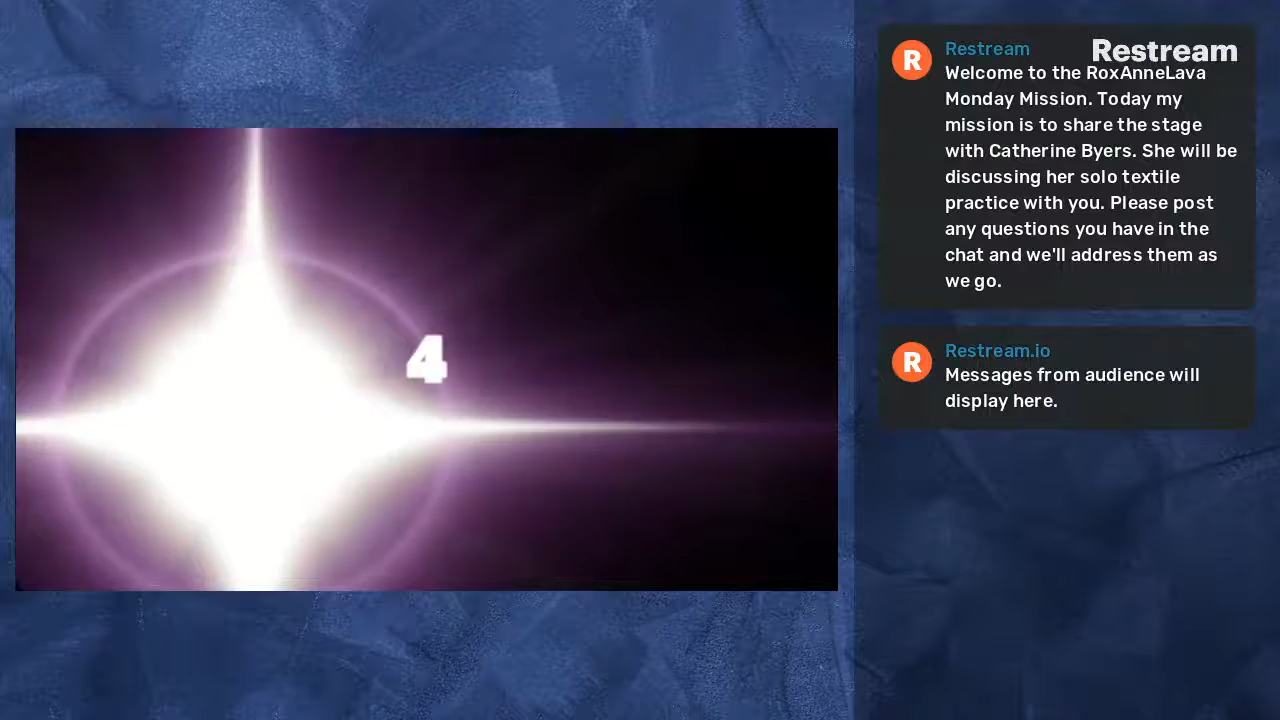 4
Restream
Restream
Welcome to the RoxAnneLava
Monday Mission. Today my
mission is to share the stage
with Catherine Byers. She will be
discussing her solo textile
practice with you. Please post
any questions you have in the
chat and we'll address them as
we go.
R
Restream.io
Messages from audience will
display here.
R